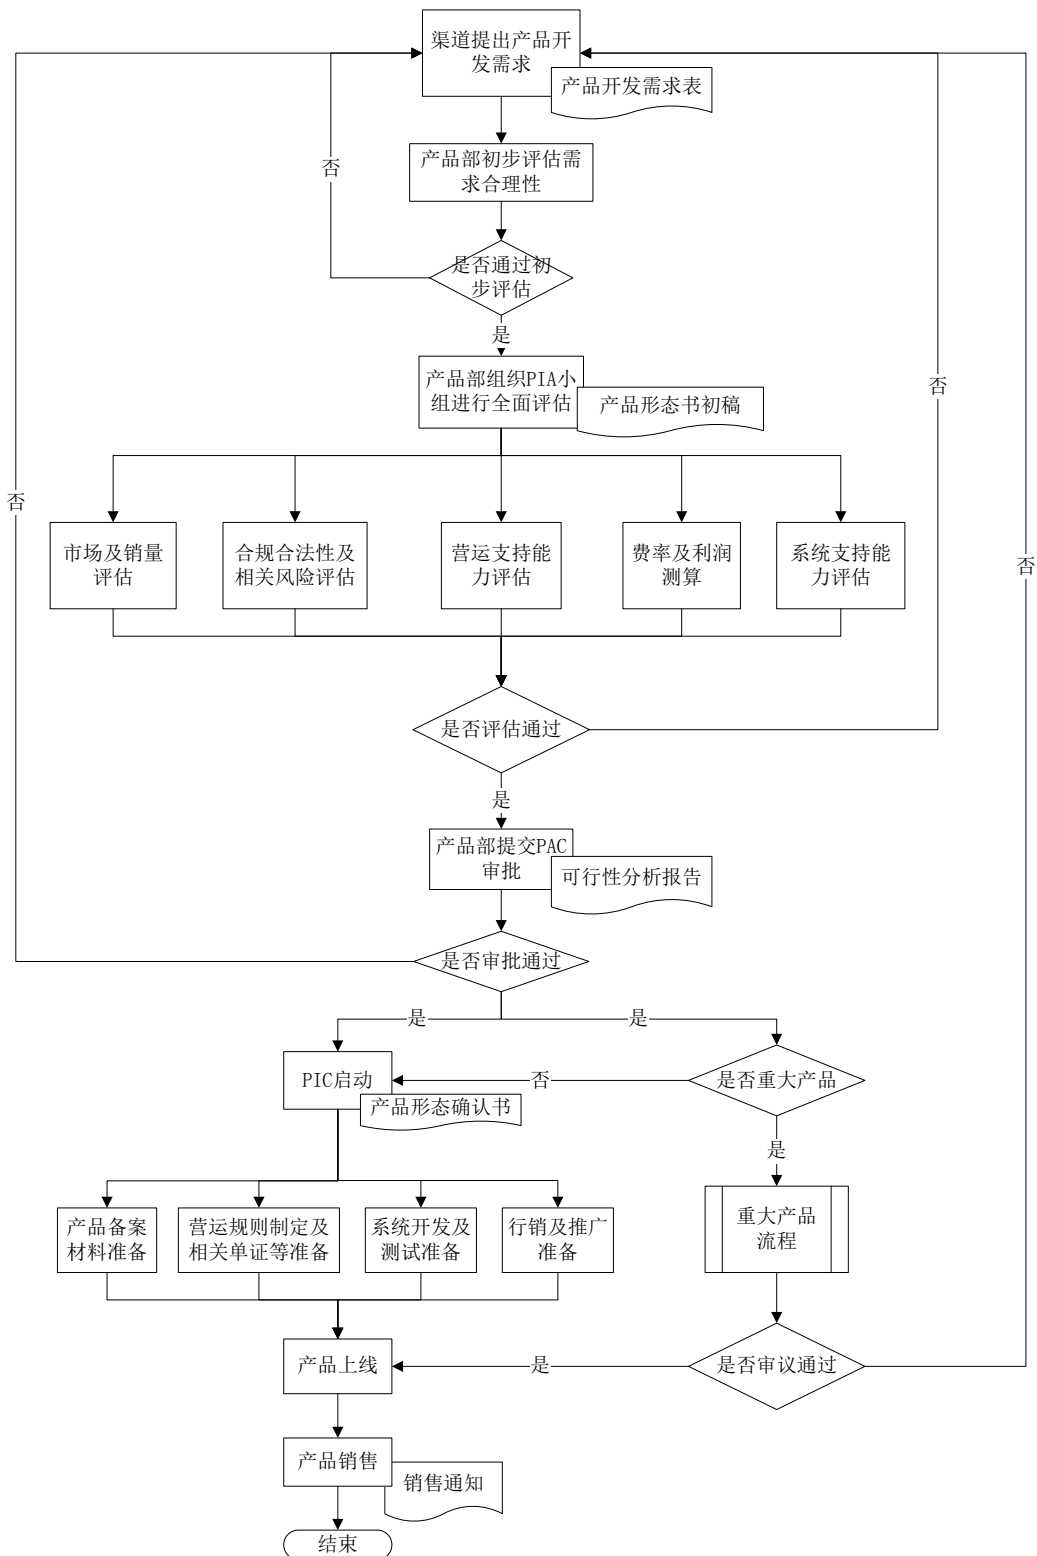 渠道提出产品开
发需求
产品开发需求表
产品部初步评估需
求合理性
否
是否通过初
步评估
是
产品部组织PIA小
组进行全面评估
产品形态书初稿
否
否
市场及销量
评估
合规合法性及
相关风险评估
营运支持能
力评估
费率及利润
测算
系统支持能
力评估
否
是否评估通过
是
产品部提交PAC
审批
可行性分析报告
是否审批通过
是
是
PIC启动
产品形态确认书
否
是否重大产品
是
产品备案
材料准备
营运规则制定及
相关单证等准备
系统开发及
测试准备
行销及推广
准备
重大产品
流程
产品上线
是
是否审议通过
产品销售
销售通知
结束